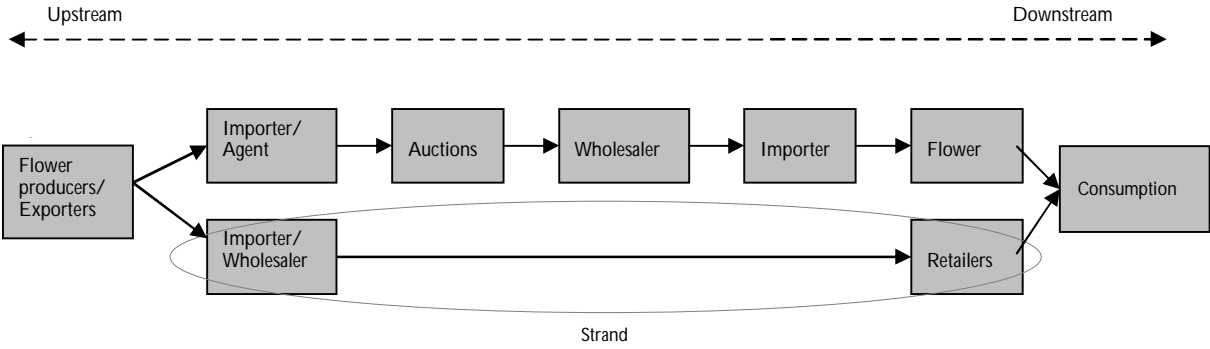 Upstream
Downstream
Flower
producers/
Exporters
Importer/
Agent
Auctions
Wholesaler
Importer
Flower
Importer/
Wholesaler
Retailers
Consumption
Strand